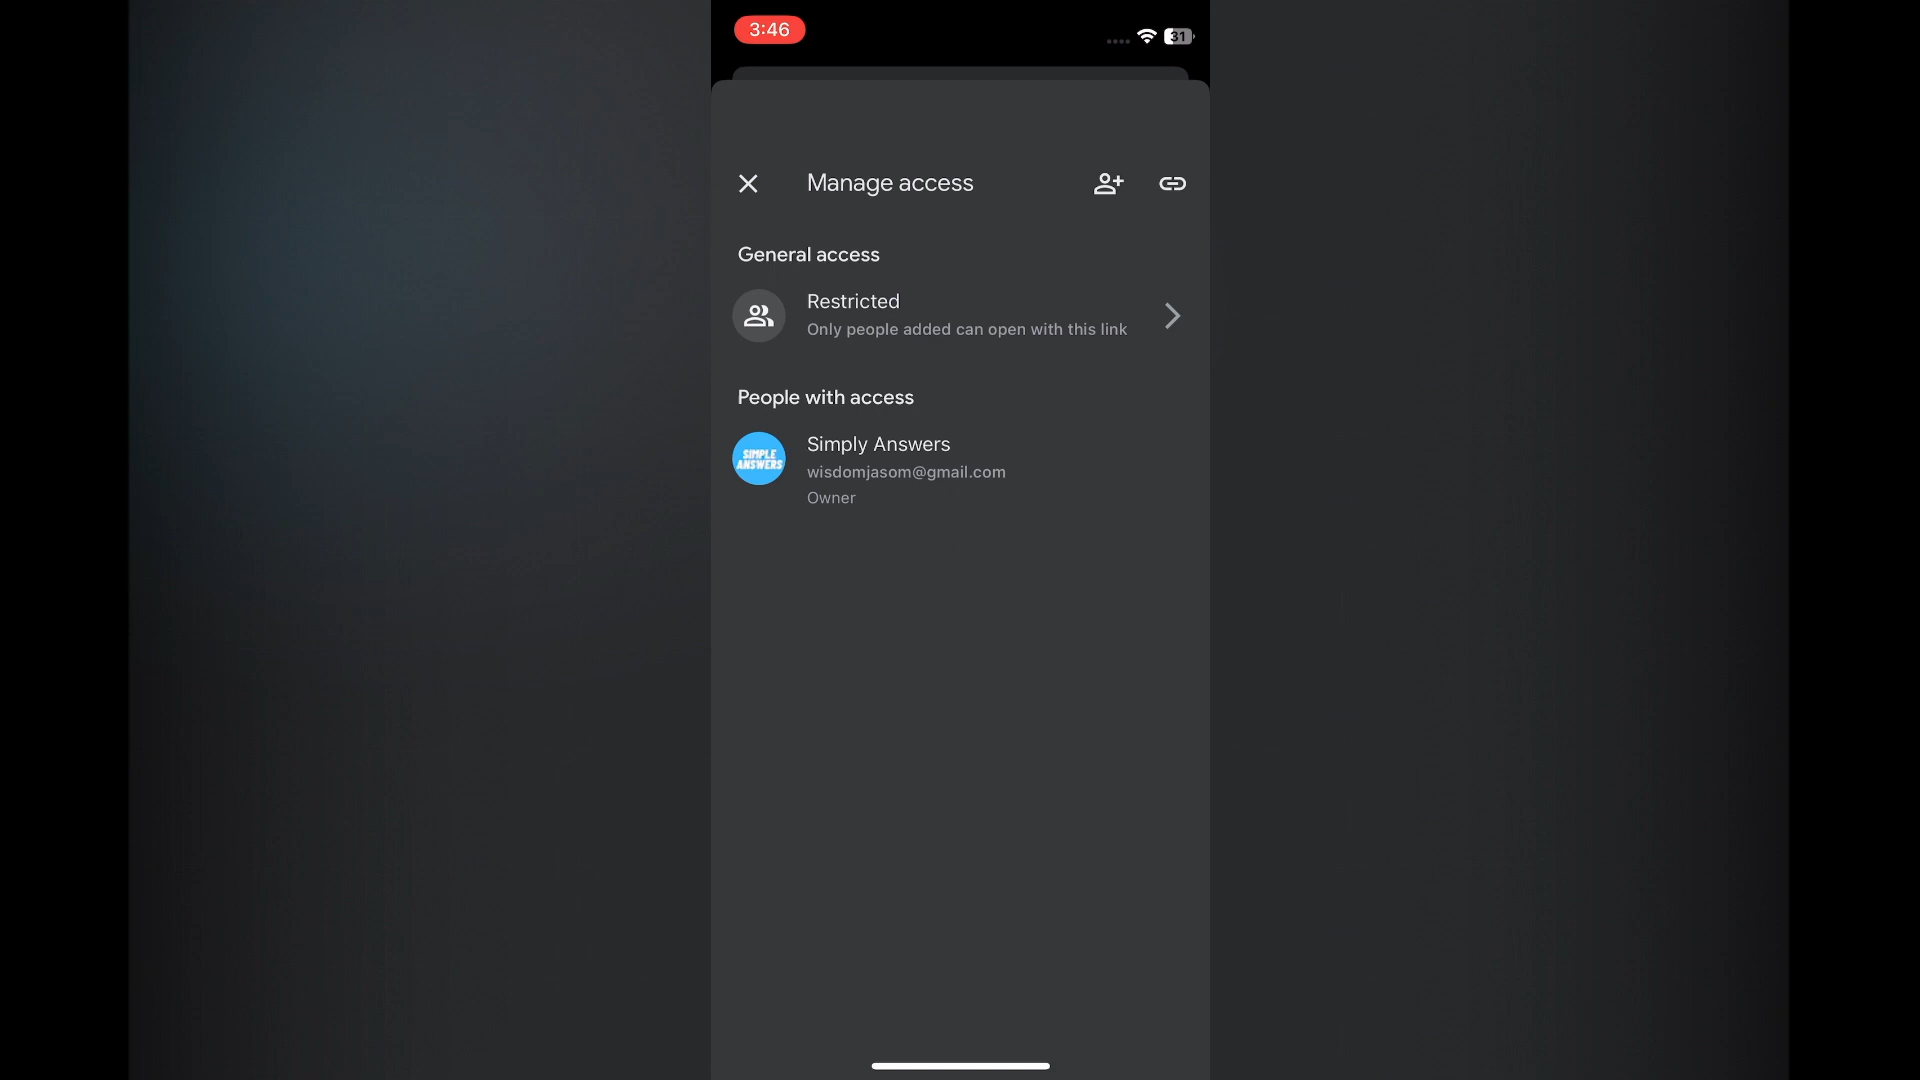 3:46
31
Manage access
General access
Restricted
Only people added can open with this link
People with access
SIMPLE
ANSWERS
Simply Answers
wisdomjasom@gmail.com
Owner